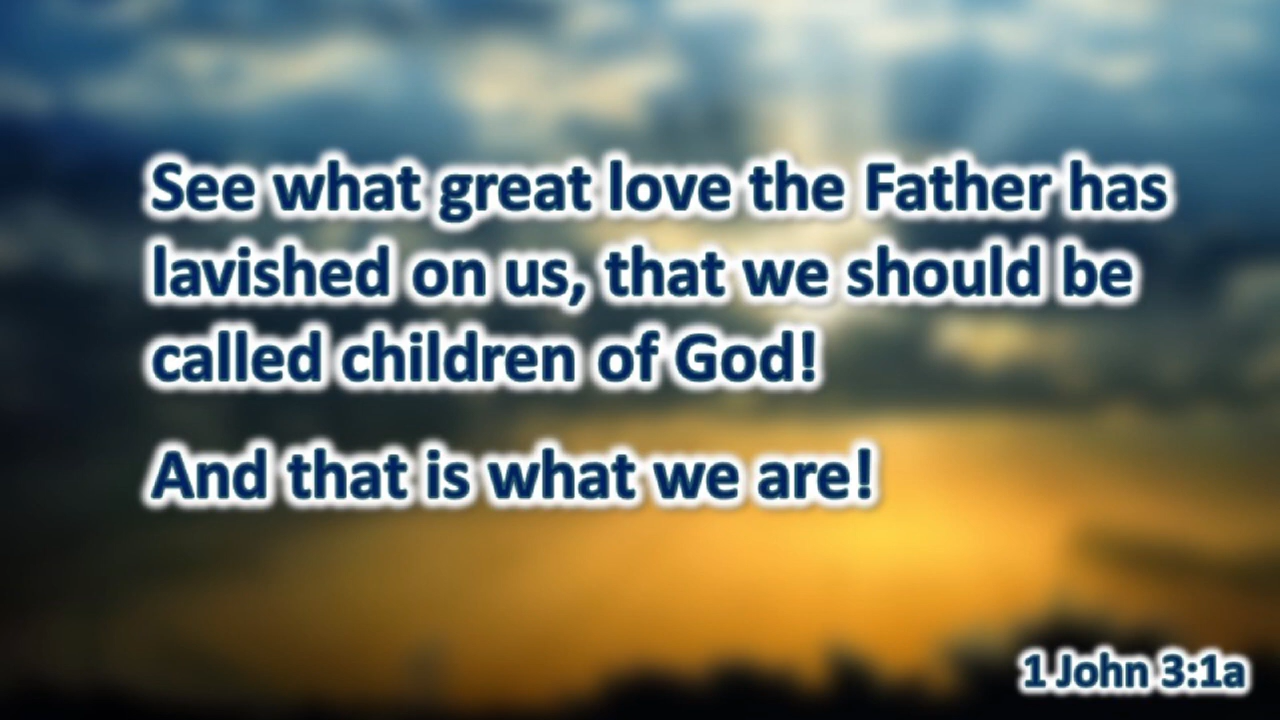 See what great love the Father has
lavished on us, that we should be
called children of God!
And that is what we are!
1 John 3:1a